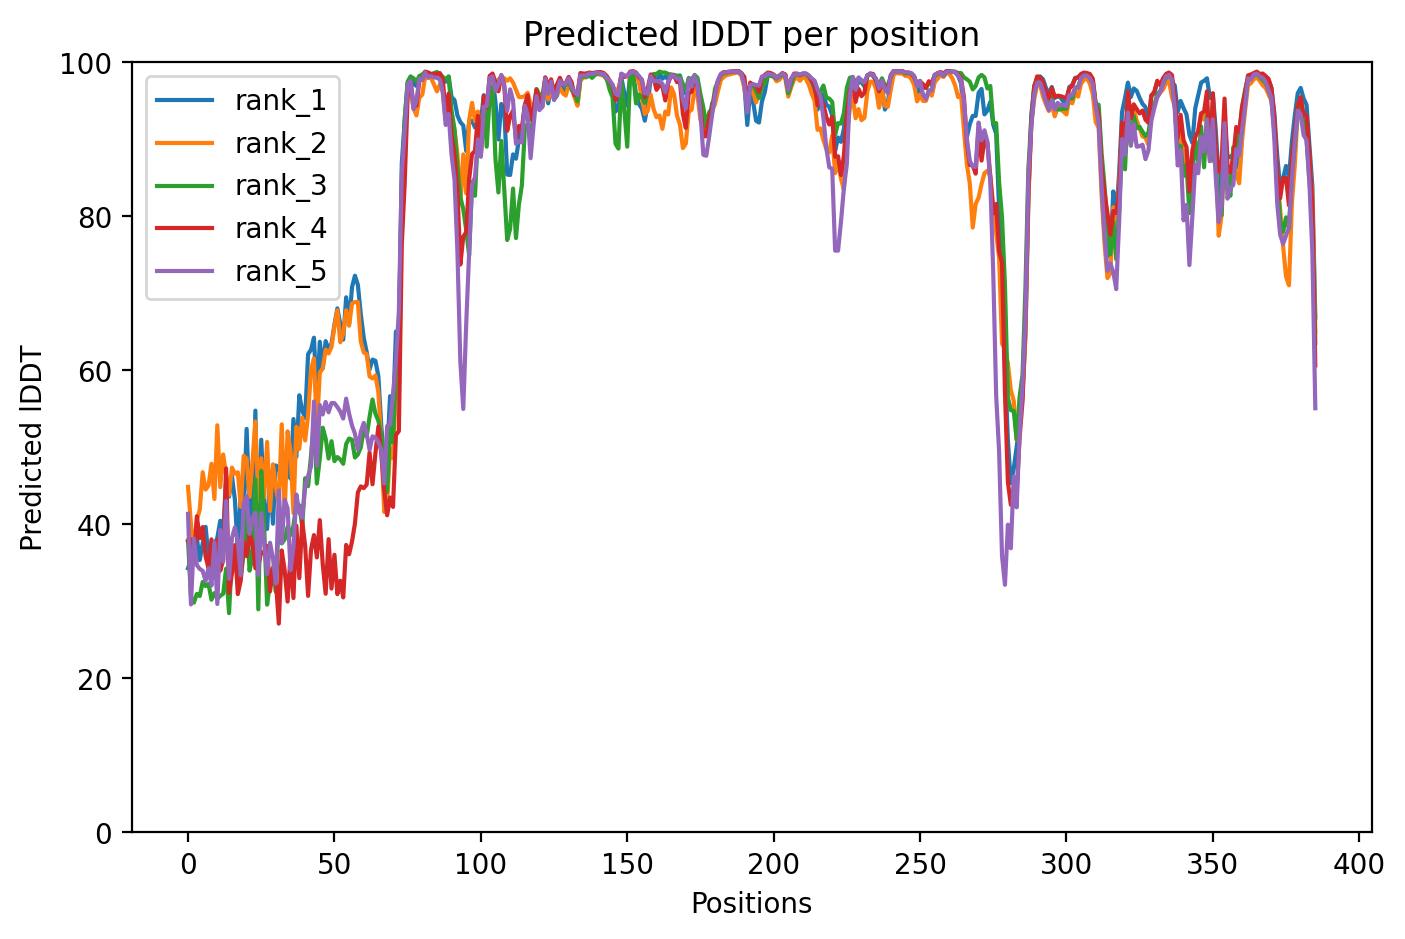 Predicted lDDT per position
100
80
60
40
20
0
Predicted lDDT
rank_1
rank_2
rank_3
rank_4
rank_5
0 50 100 150 200 250 300 350 400
Positions